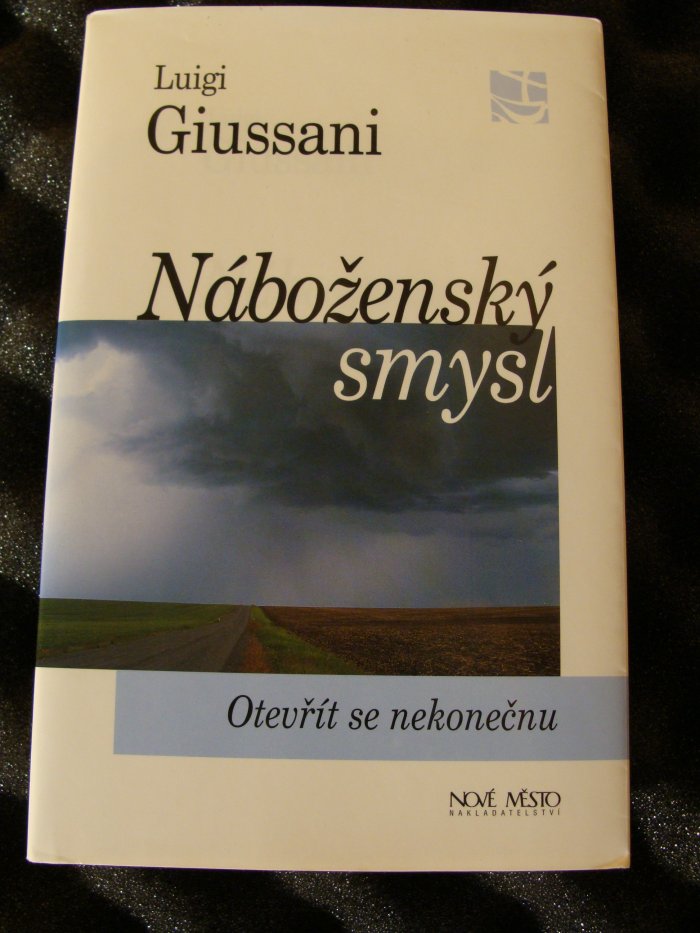 Luigi
Giussani
Náboženský
smysl
Otevřít se nekonečnu
NOVÉ MĚSTO
NAKLADATELSTVÍ